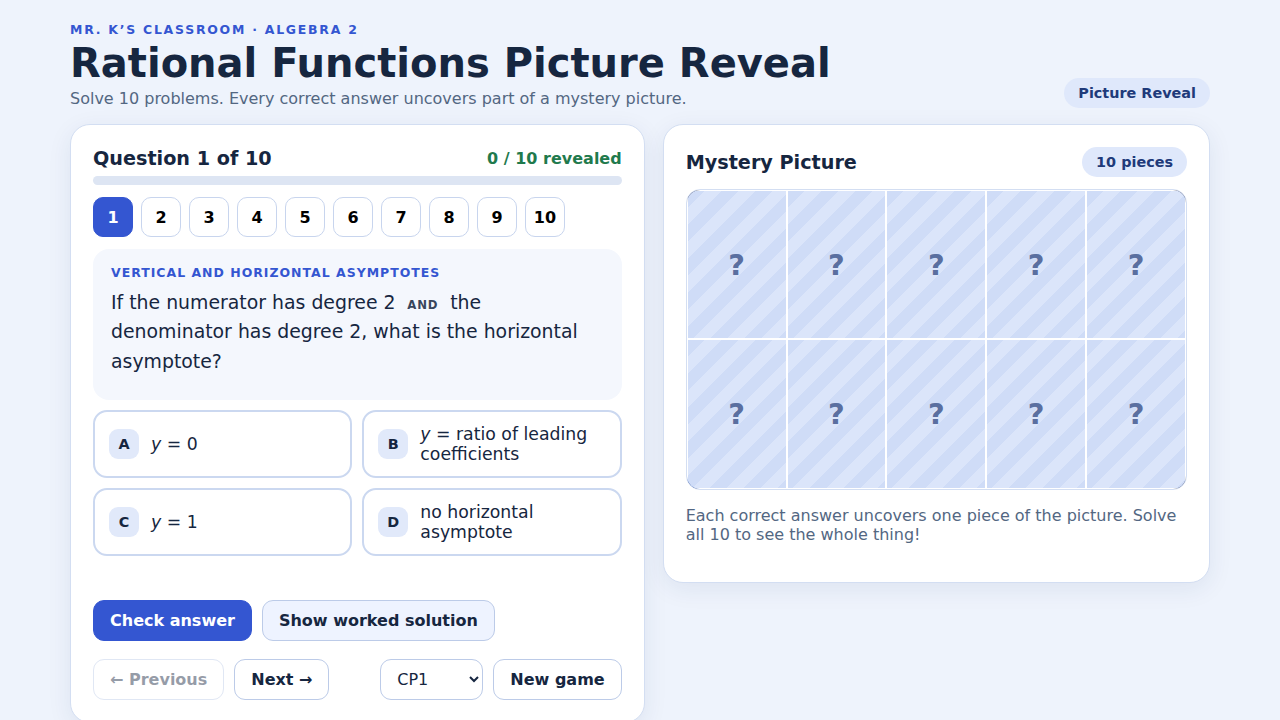 MR. K’S CLASSROOM · ALGEBRA 2
Rational Functions Picture Reveal
Solve 10 problems. Every correct answer uncovers part of a mystery picture.
Picture Reveal
Question 1 of 10
0 / 10 revealed
1 2 3 4 5 6 7 8 9 10
VERTICAL AND HORIZONTAL ASYMPTOTES
If the numerator has degree 2 AND the
denominator has degree 2, what is the horizontal
asymptote?
A y = 0
B y = ratio of leading
coefficients
C y = 1
D no horizontal
asymptote
Check answer
Show worked solution
← Previous
Next →
CP1
New game
Mystery Picture
10 pieces
? ? ? ? ?
? ? ? ? ?
Each correct answer uncovers one piece of the picture. Solve
all 10 to see the whole thing!